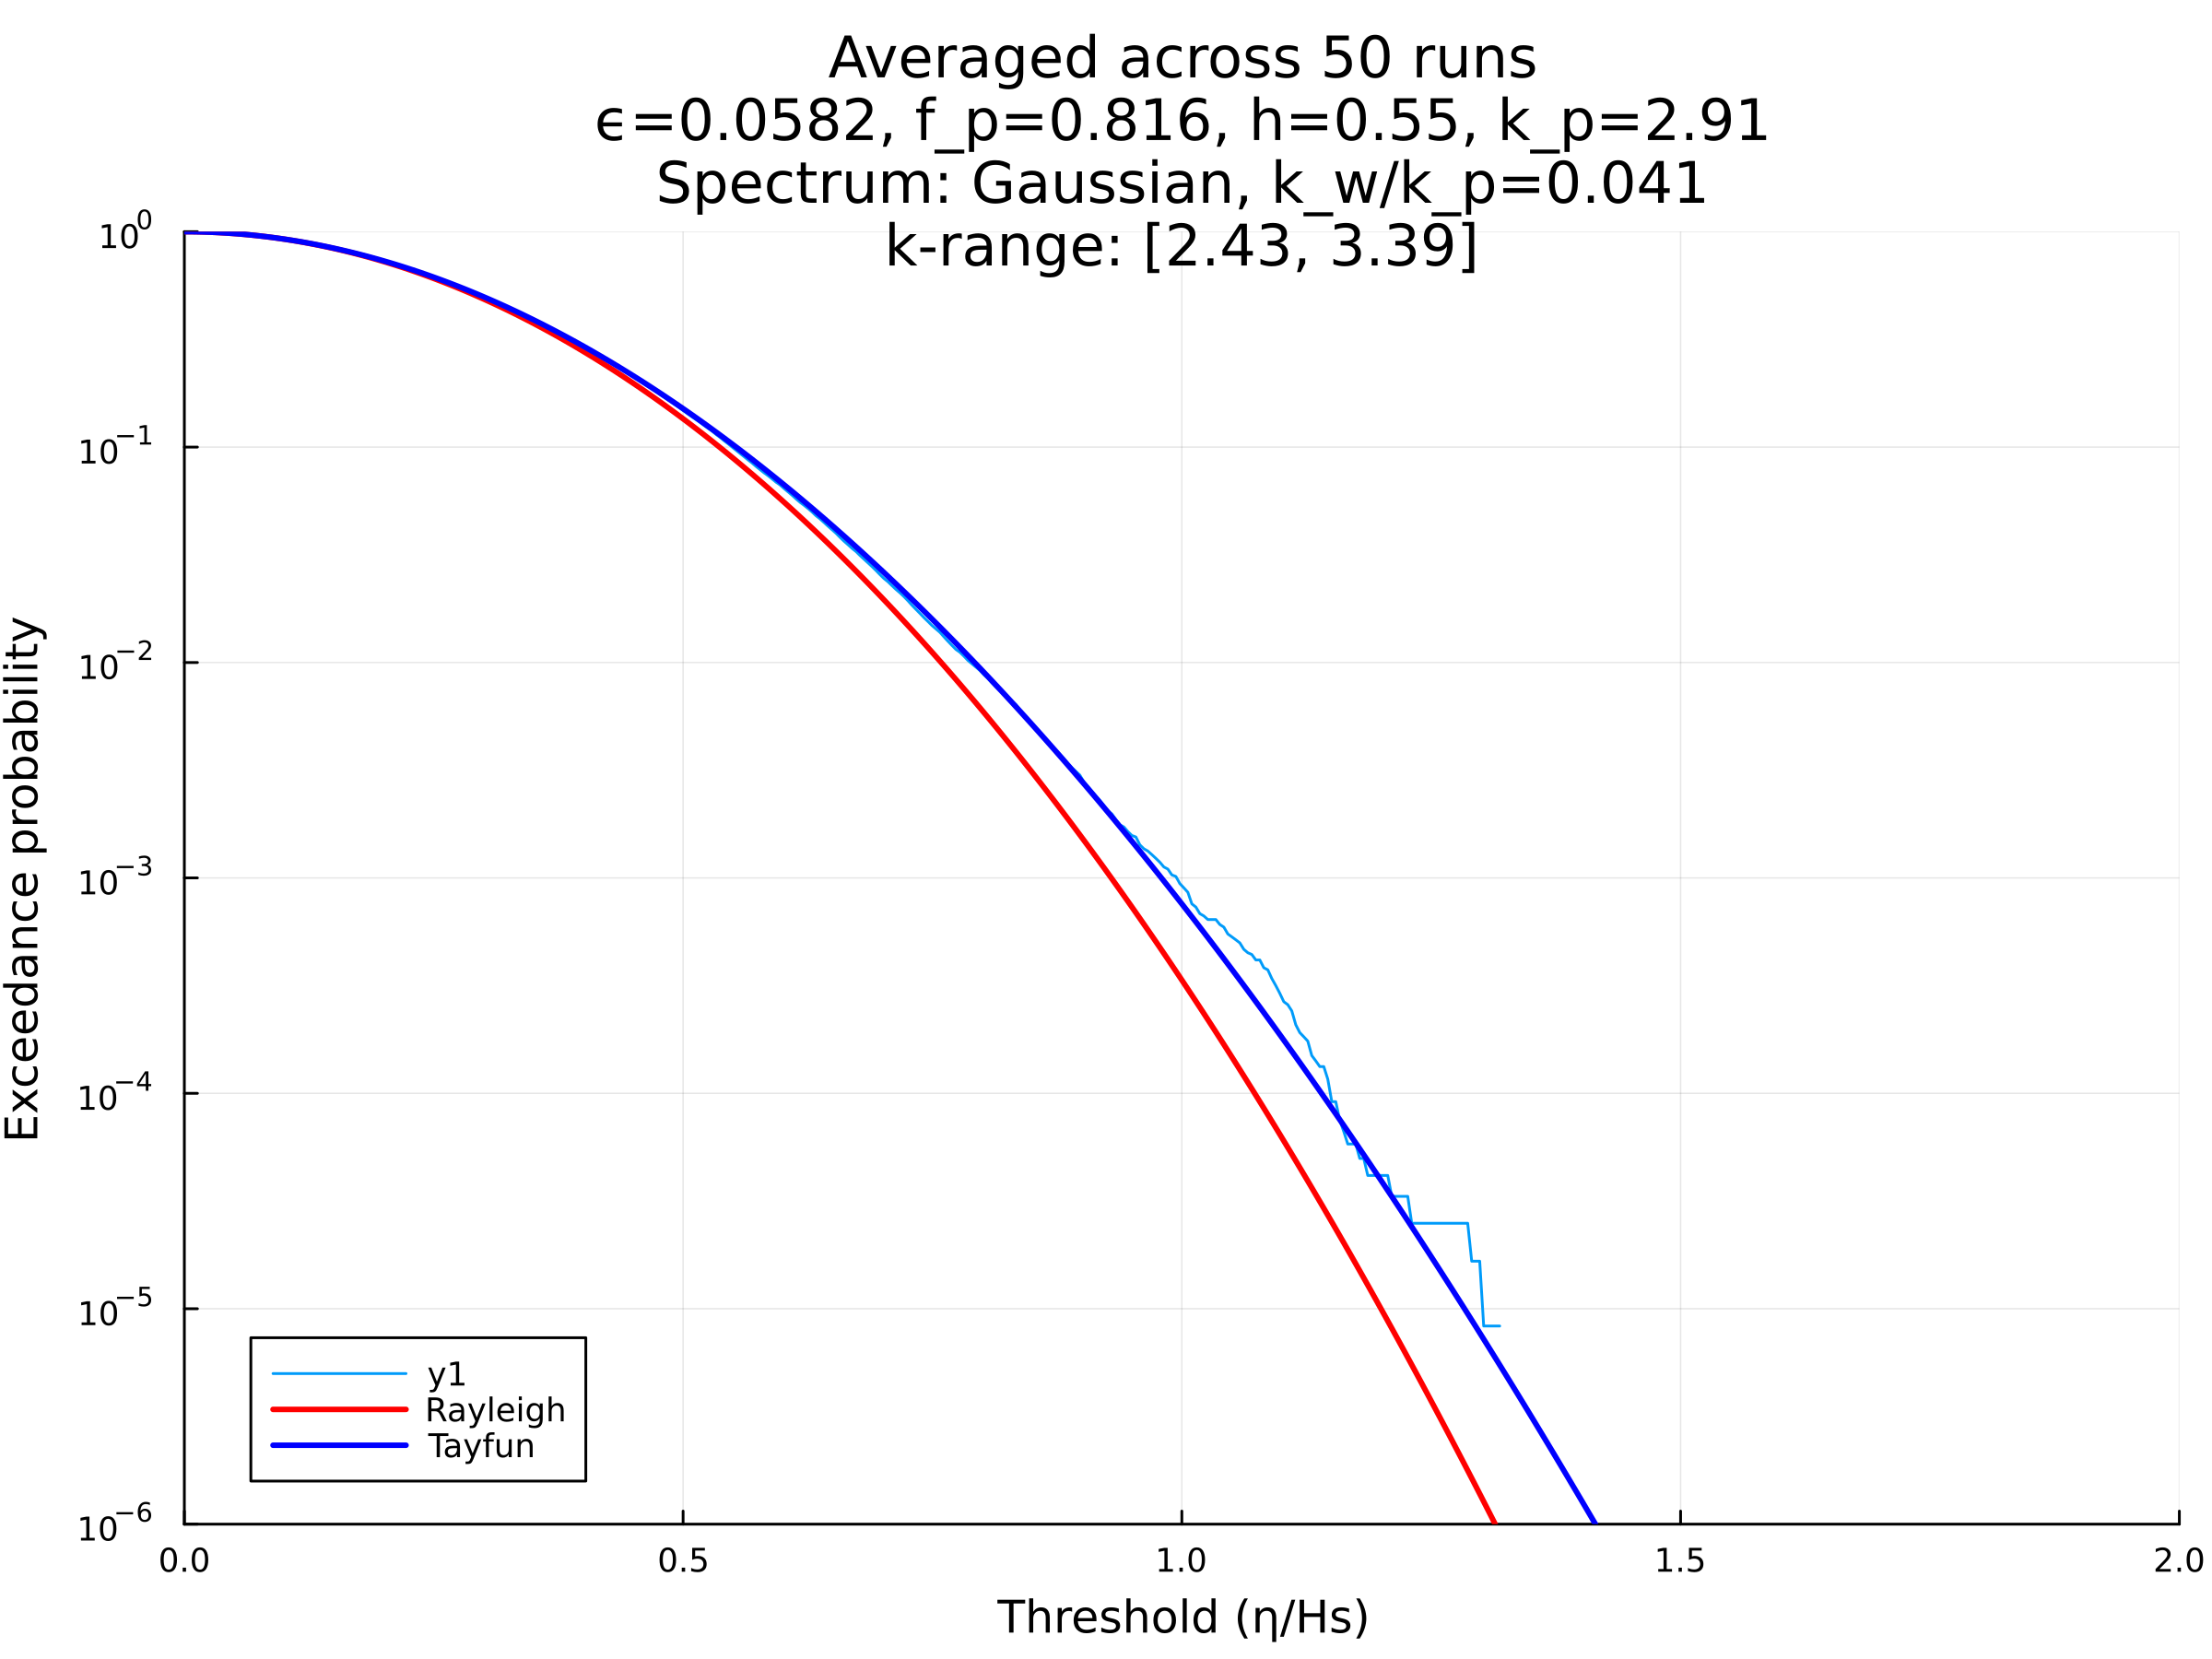 Averaged across 50 runs
ϵ=0.0582, f_p=0.816, h=0.55, k_p=2.91
Spectrum: Gaussian, k_w/k_p=0.041
k-range: [2.43, 3.39]
10⁰
10⁻¹
10⁻²
10⁻³
10⁻⁴
10⁻⁵
10⁻⁶
Exceedance probability
y1
Rayleigh
Tayfun
0.0 0.5 1.0 1.5 2.0
Threshold (η/Hs)